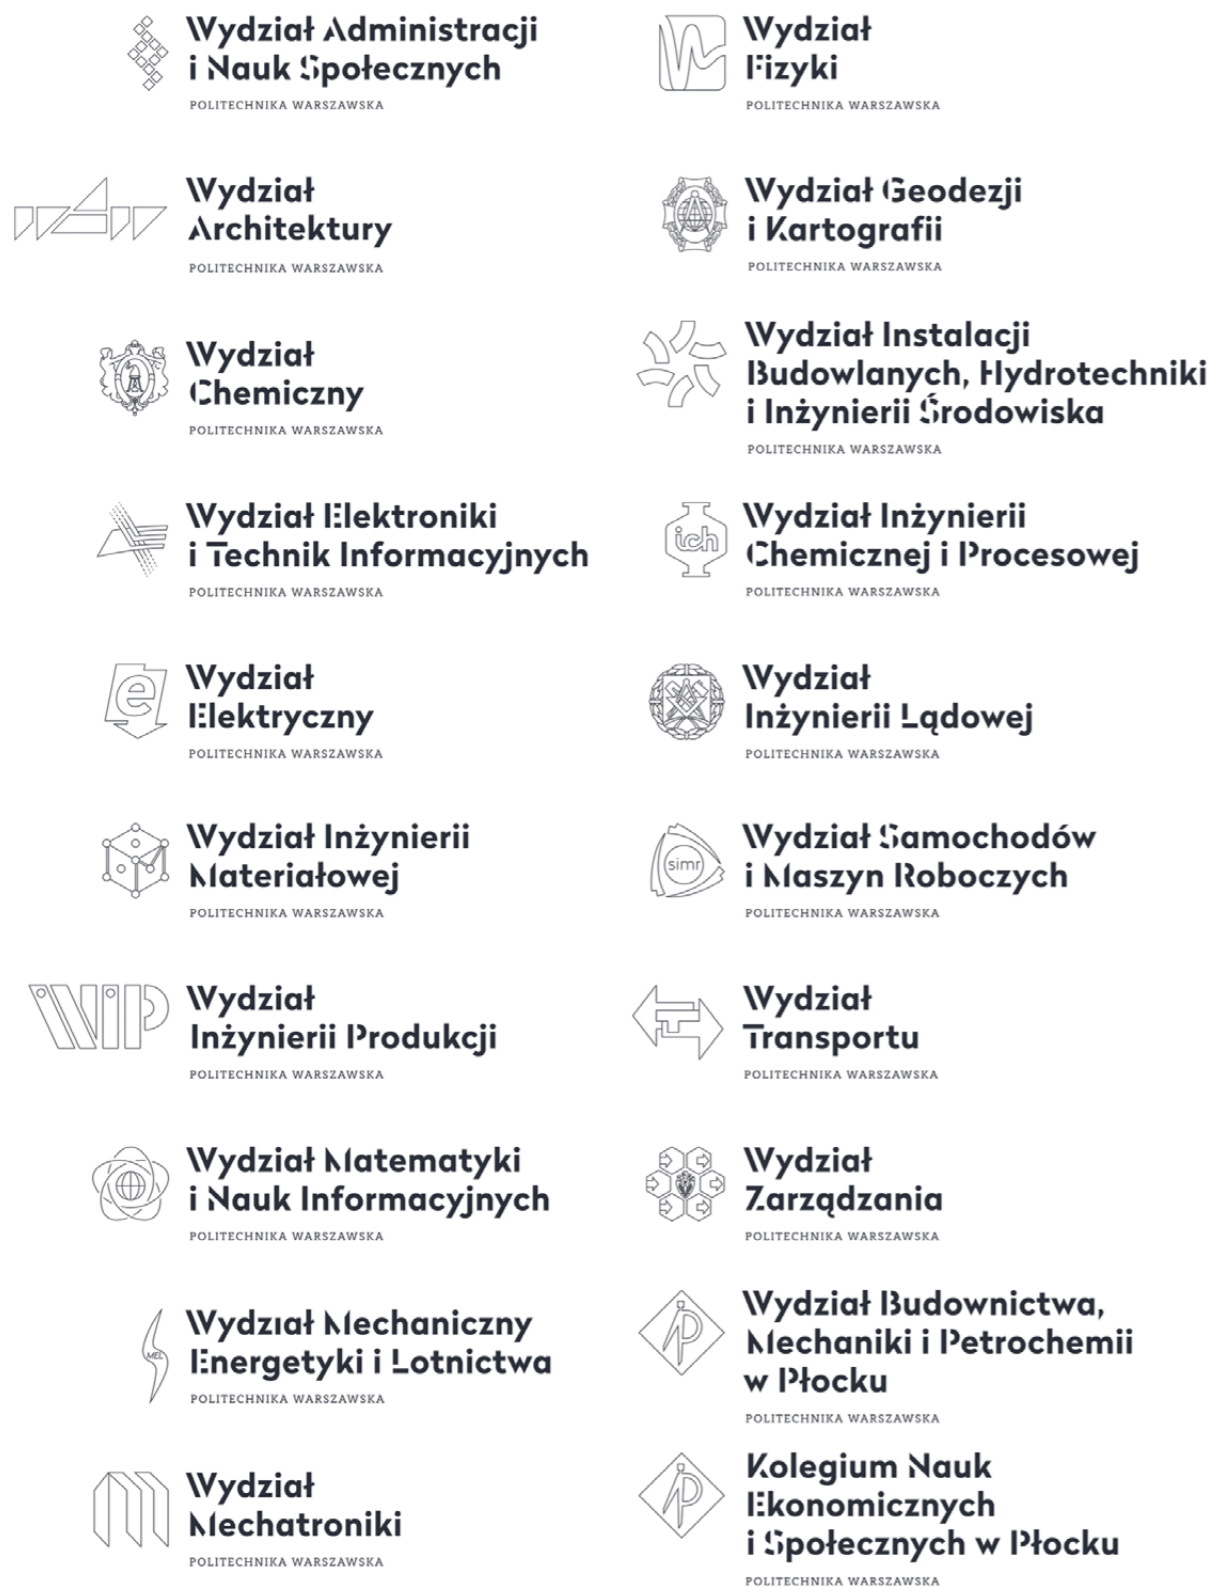 Wydział Administracji
i Nauk Społecznych
POLITECHNIKA WARSZAWSKA
Wydział
Architektury
POLITECHNIKA WARSZAWSKA
Wydział
Chemiczny
POLITECHNIKA WARSZAWSKA
Wydział Elektroniki
i Technik Informacyjnych
POLITECHNIKA WARSZAWSKA
e
Wydział
Elektryczny
POLITECHNIKA WARSZAWSKA
Wydział Inżynierii
Materiałowej
POLITECHNIKA WARSZAWSKA
WIP
Wydział
Inżynierii Produkcji
POLITECHNIKA WARSZAWSKA
Wydział Matematyki
i Nauk Informacyjnych
POLITECHNIKA WARSZAWSKA
MEL
Wydział Mechaniczny
Energetyki i Lotnictwa
POLITECHNIKA WARSZAWSKA
Wydział
Mechatroniki
POLITECHNIKA WARSZAWSKA
Wydział
Fizyki
POLITECHNIKA WARSZAWSKA
Wydział Geodezji
i Kartografii
POLITECHNIKA WARSZAWSKA
Wydział Instalacji
Budowlanych, Hydrotechniki
i Inżynierii Środowiska
POLITECHNIKA WARSZAWSKA
ich
Wydział Inżynierii
Chemicznej i Procesowej
POLITECHNIKA WARSZAWSKA
Wydział
Inżynierii Lądowej
POLITECHNIKA WARSZAWSKA
simr
Wydział Samochodów
i Maszyn Roboczych
POLITECHNIKA WARSZAWSKA
Wydział
Transportu
POLITECHNIKA WARSZAWSKA
Wydział
Zarządzania
POLITECHNIKA WARSZAWSKA
Wydział Budownictwa,
Mechaniki i Petrochemii
w Płocku
POLITECHNIKA WARSZAWSKA
Kolegium Nauk
Ekonomicznych
i Społecznych w Płocku
POLITECHNIKA WARSZAWSKA